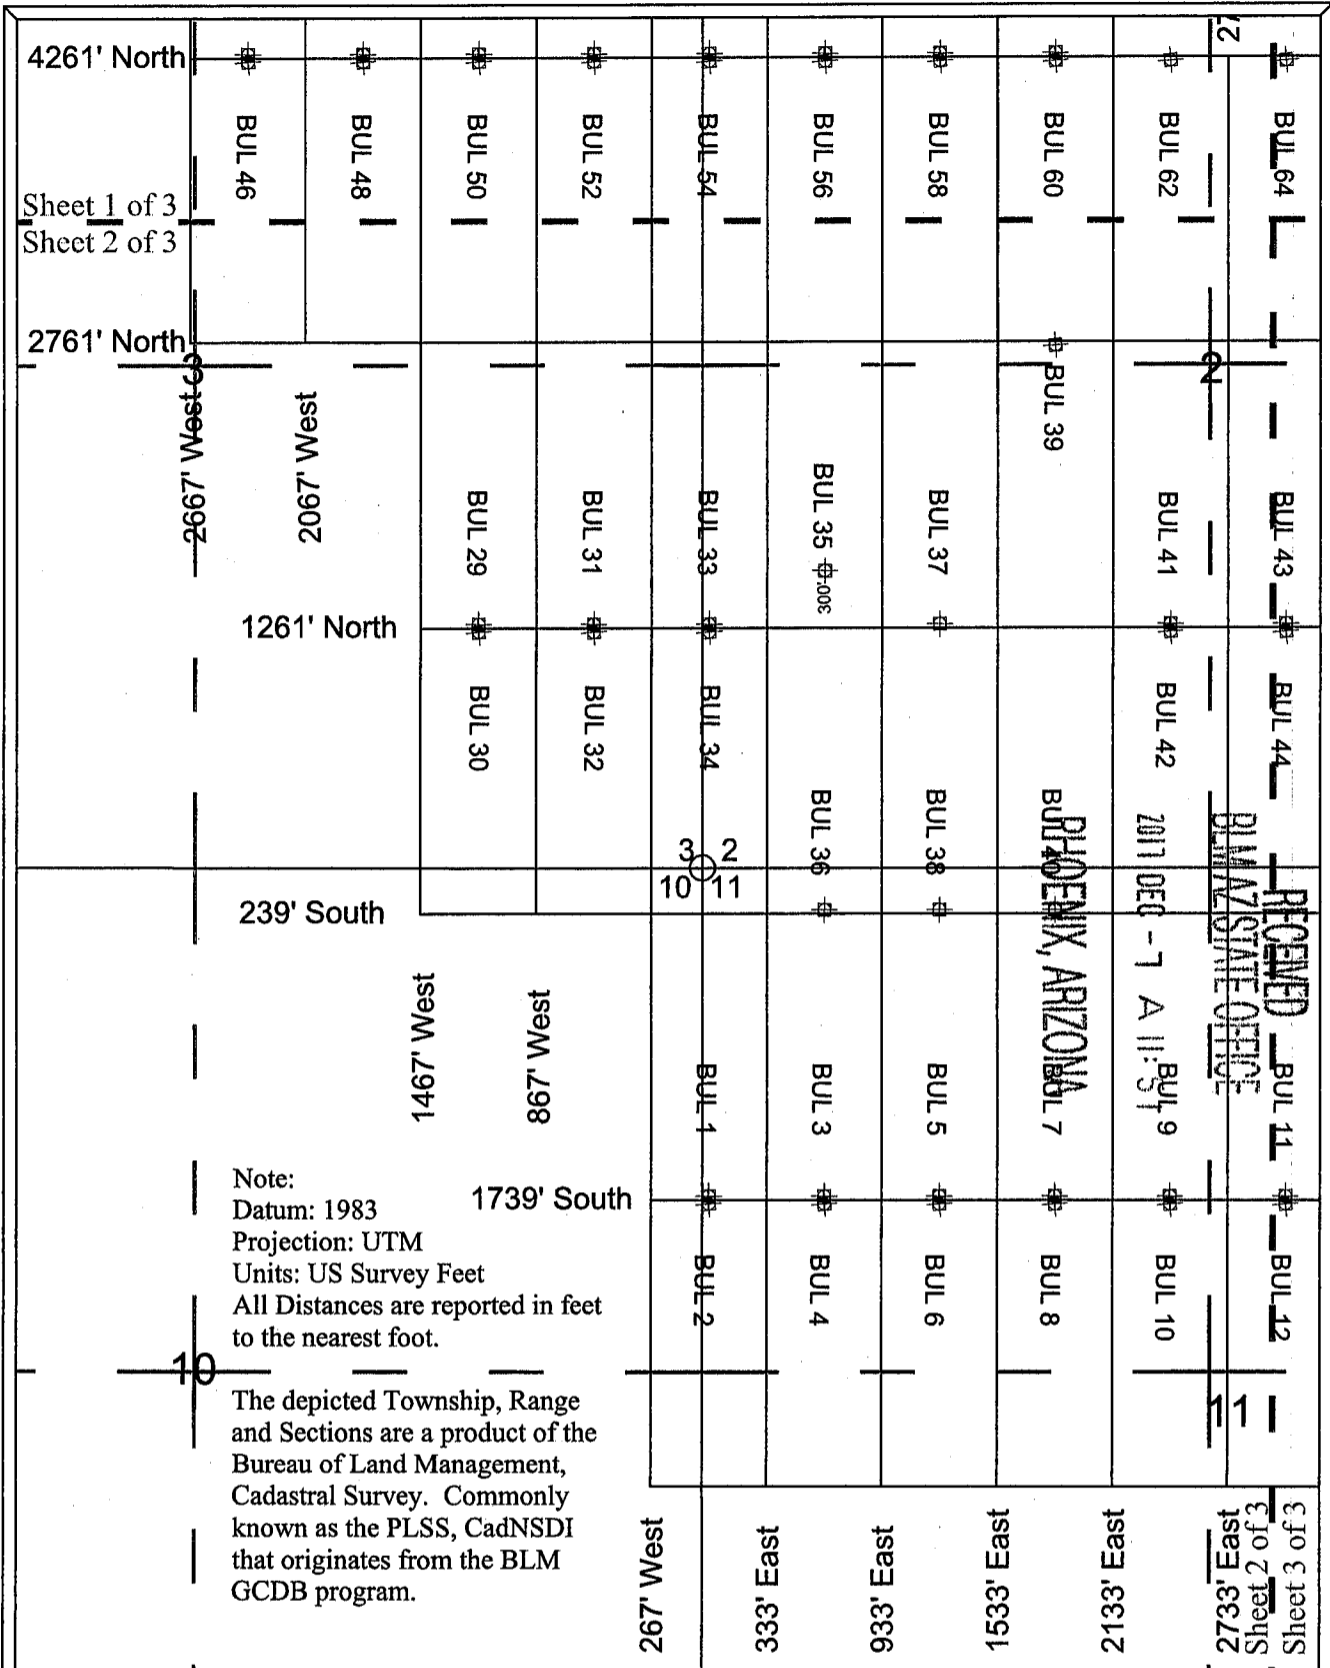 27
4261' North
BUL 46
BUL 48
BUL 50
BUL 52
BUL 54
BUL 56
BUL 58
BUL 60
BUL 62
BUL 64
Sheet 1 of 3
Sheet 2 of 3
2761' North
2667' West
2067' West
2
BUL 39
BUL 29
BUL 31
BUL 33
BUL 35
300'
BUL 37
BUL 41
BUL 43
1261' North
BUL 30
BUL 32
BUL 34
BUL 36
BUL 38
BUL 40
BUL 42
BUL 44
3 2
10 11
239' South
RECEIVED
BLM AZ STATE OFFICE
2017 DEC -7 A 11: 51
PHOENIX, ARIZONA
1467' West
867' West
BUL 1
BUL 3
BUL 5
BUL 7
BUL 9
BUL 11
1739' South
BUL 2
BUL 4
BUL 6
BUL 8
BUL 10
BUL 12
Note:
Datum: 1983
Projection: UTM
Units: US Survey Feet
All Distances are reported in feet
to the nearest foot.
10
11
The depicted Township, Range
and Sections are a product of the
Bureau of Land Management,
Cadastral Survey. Commonly
known as the PLSS, CadNSDI
that originates from the BLM
GCDB program.
267' West
333' East
933' East
1533' East
2133' East
2733' East
Sheet 2 of 3
Sheet 3 of 3